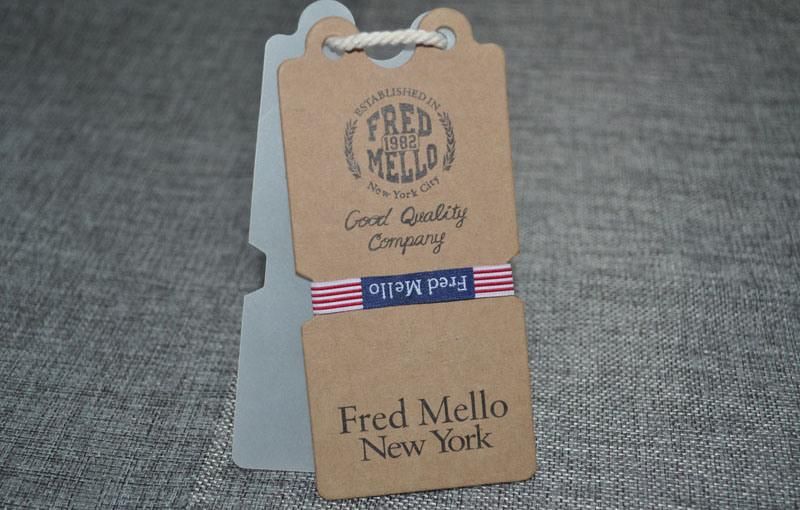 ESTABLISHED IN
FRED
1982
MELLO
New York City
Good Quality
Company
Fred Mello
Fred Mello
New York